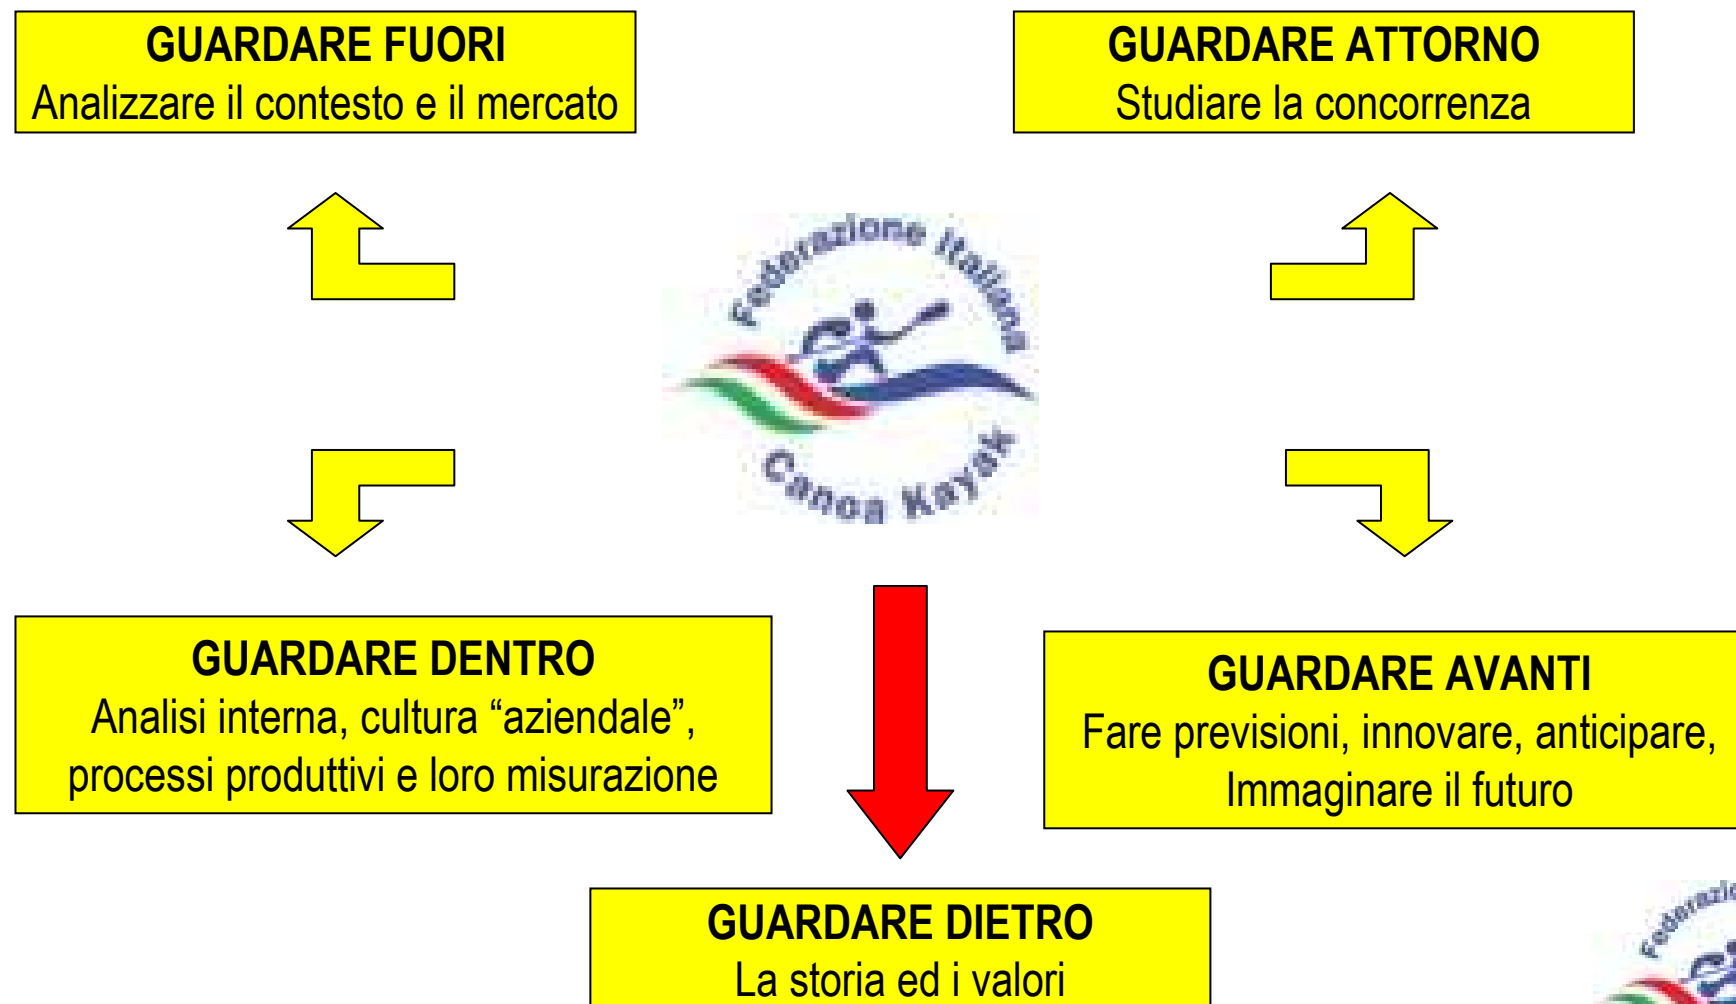 GUARDARE FUORI
Analizzare il contesto e il mercato
GUARDARE ATTORNO
Studiare la concorrenza
Federazione Italiana
Canoa Kayak
GUARDARE DENTRO
Analisi interna, cultura “aziendale”,
processi produttivi e loro misurazione
GUARDARE AVANTI
Fare previsioni, innovare, anticipare,
Immaginare il futuro
GUARDARE DIETRO
La storia ed i valori